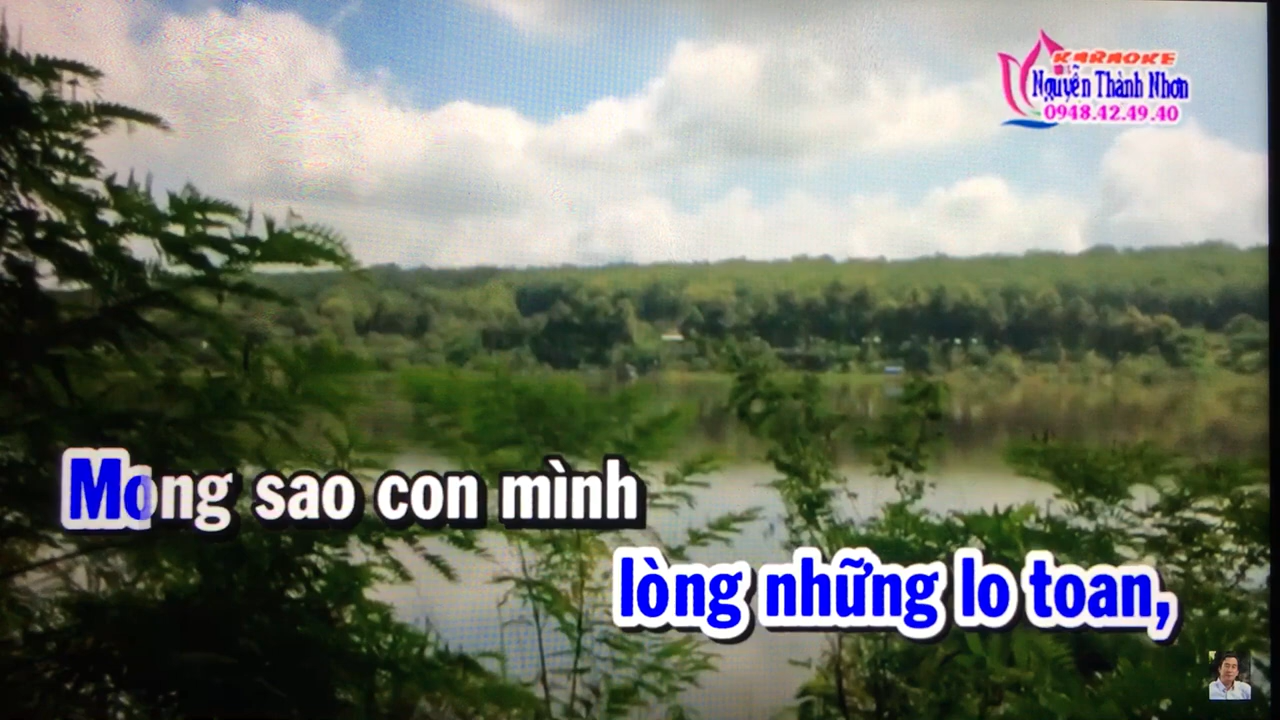 KARAOKE
Nguyễn Thành Nhơn
0948.42.49.40
Mong sao con mình
lòng những lo toan,